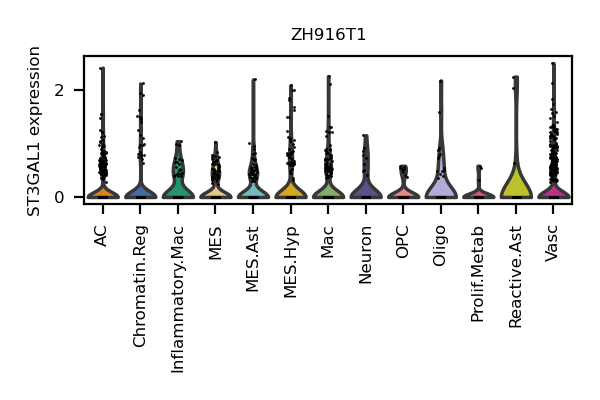 ZH916T1
ST3GAL1 expression
2
0
AC
Chromatin.Reg
Inflammatory.Mac
MES
MES.Ast
MES.Hyp
Mac
Neuron
OPC
Oligo
Prolif.Metab
Reactive.Ast
Vasc